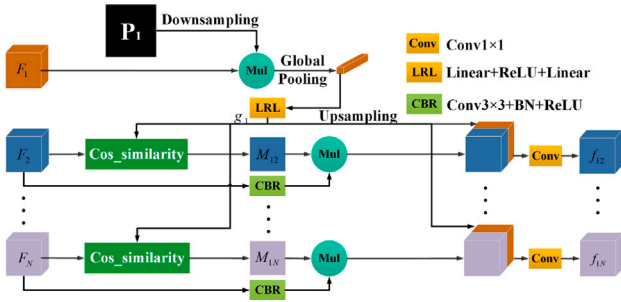 P₁
Downsampling
F₁
Mul
Global
Pooling
Conv
Conv1×1
LRL
Linear+ReLU+Linear
CBR
Conv3×3+BN+ReLU
LRL
g₁
Upsampling
F₂
Cos_similarity
M₁₂
Mul
Conv
f₁₂
CBR
F_N
Cos_similarity
M₁N
Mul
Conv
f₁N
CBR